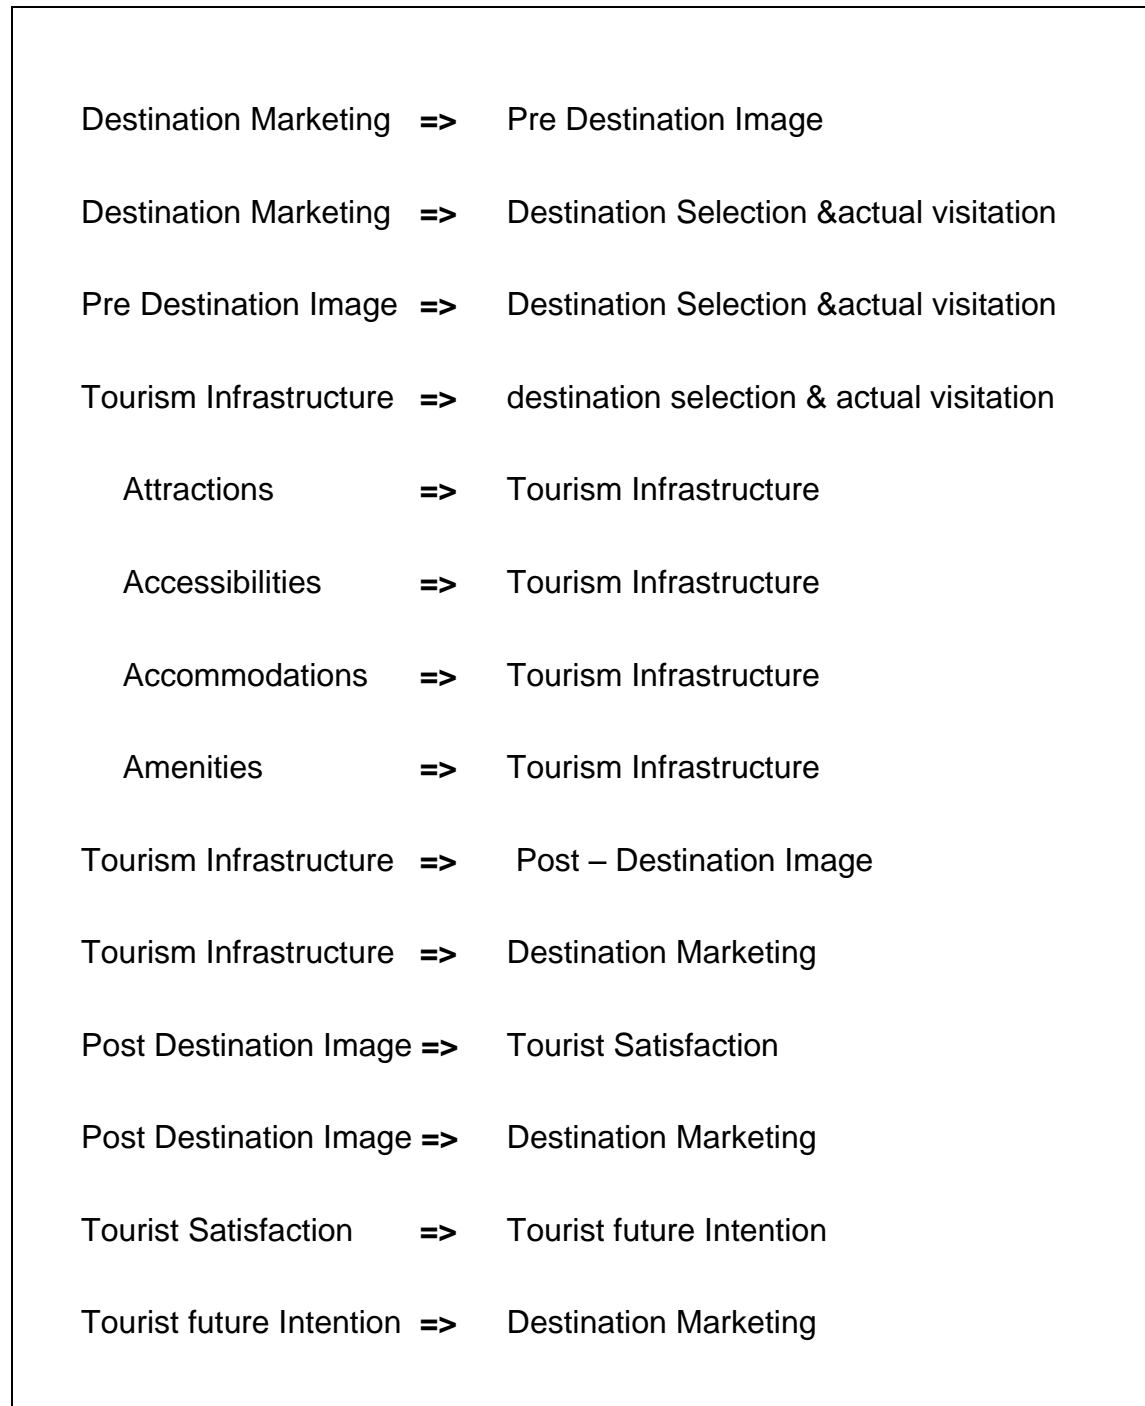 Destination Marketing => Pre Destination Image
Destination Marketing => Destination Selection &actual visitation
Pre Destination Image => Destination Selection &actual visitation
Tourism Infrastructure => destination selection & actual visitation
Attractions => Tourism Infrastructure
Accessibilities => Tourism Infrastructure
Accommodations => Tourism Infrastructure
Amenities => Tourism Infrastructure
Tourism Infrastructure => Post – Destination Image
Tourism Infrastructure => Destination Marketing
Post Destination Image => Tourist Satisfaction
Post Destination Image => Destination Marketing
Tourist Satisfaction => Tourist future Intention
Tourist future Intention => Destination Marketing